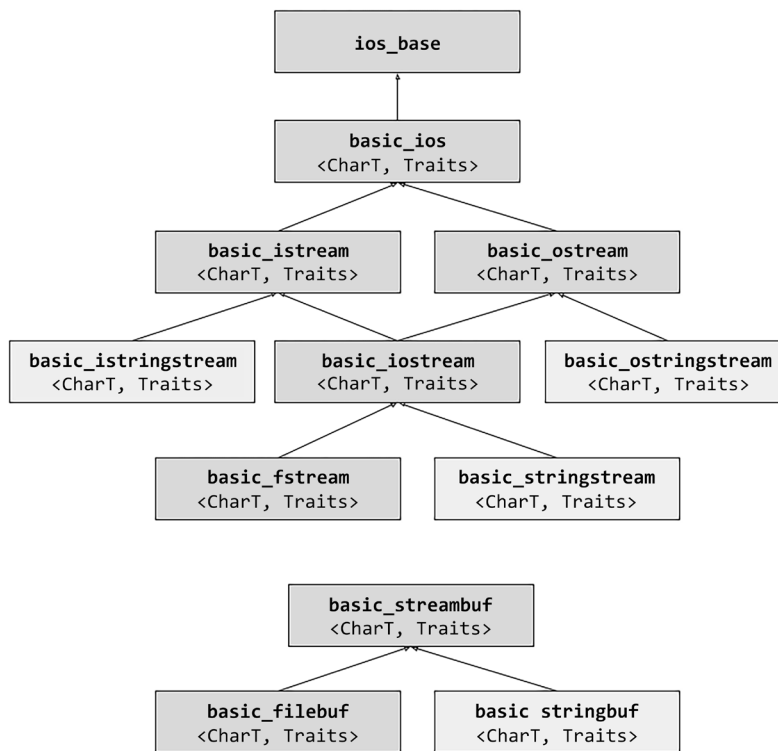 ios_base
basic_ios
<CharT, Traits>
basic_istream
<CharT, Traits>
basic_ostream
<CharT, Traits>
basic_istringstream
<CharT, Traits>
basic_iostream
<CharT, Traits>
basic_ostringstream
<CharT, Traits>
basic_fstream
<CharT, Traits>
basic_stringstream
<CharT, Traits>
basic_streambuf
<CharT, Traits>
basic_filebuf
<CharT, Traits>
basic stringbuf
<CharT, Traits>